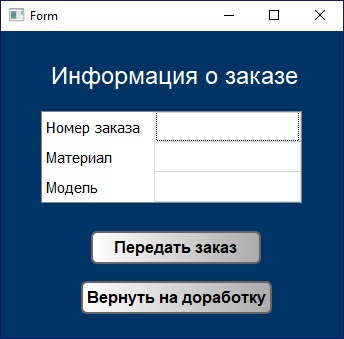 Form
Информация о заказе
Номер заказа
Материал
Модель
Передать заказ
Вернуть на доработку